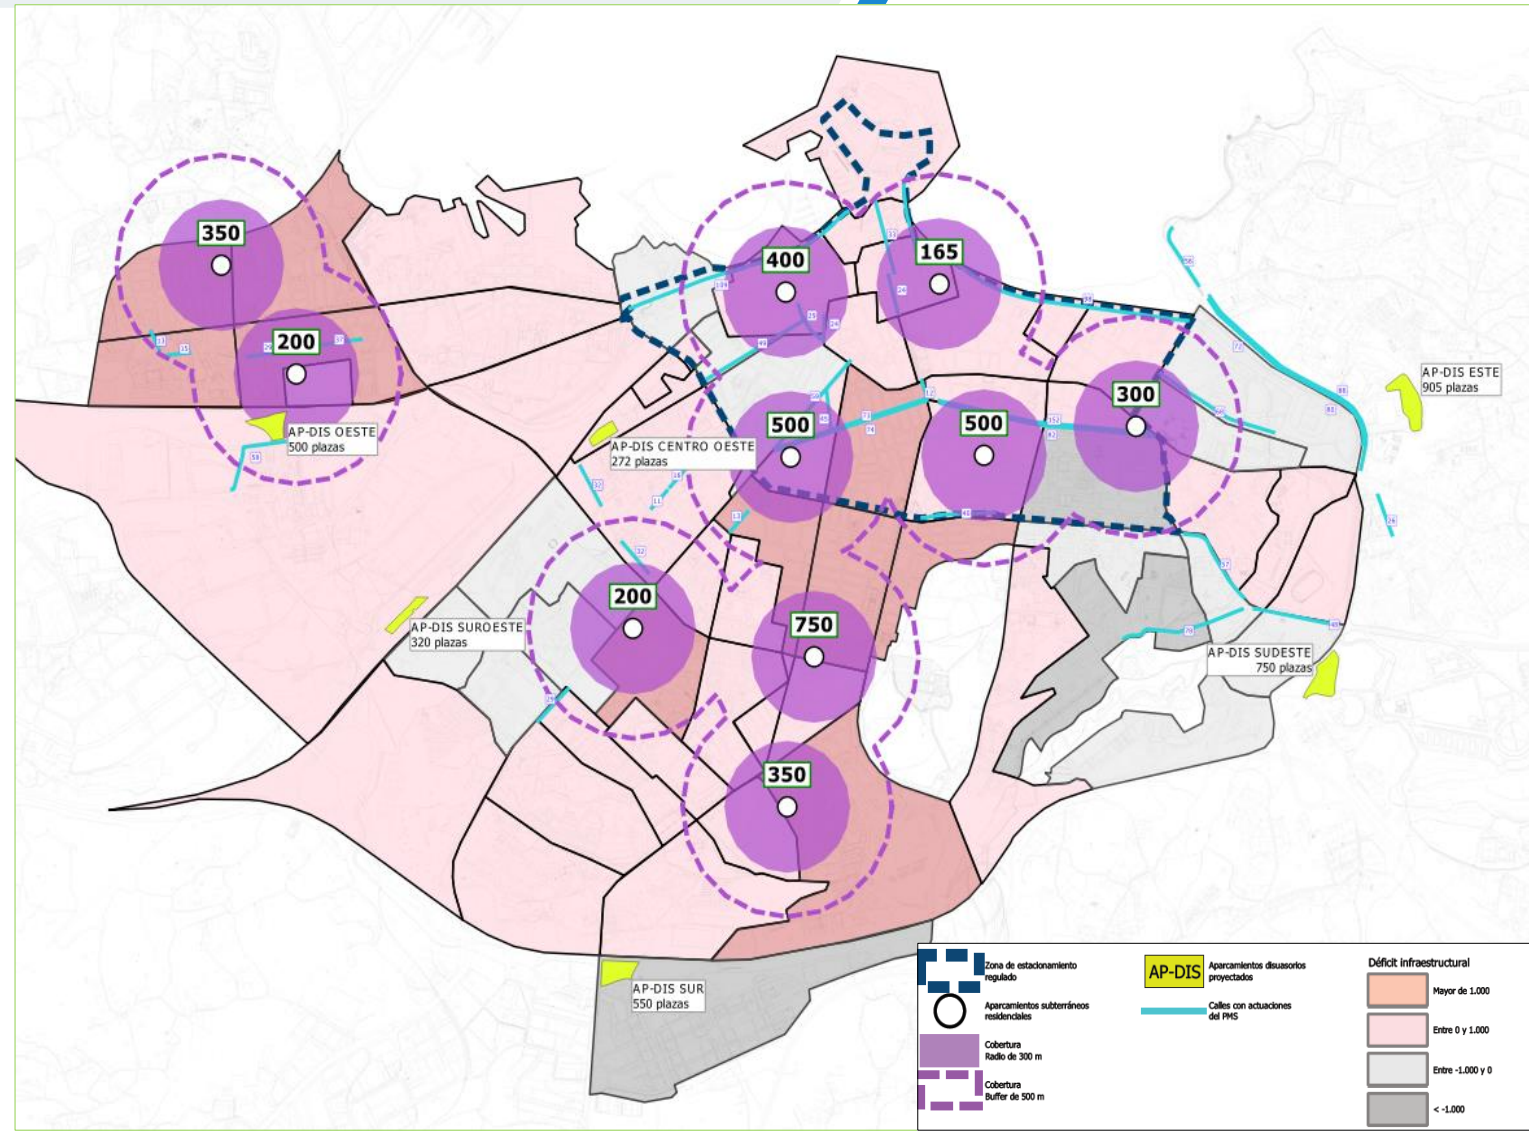 350
400
165
200
300
500
500
200
750
350
AP-DIS ESTE
905 plazas
AP-DIS OESTE
500 plazas
AP-DIS CENTRO OESTE
272 plazas
AP-DIS SUROESTE
320 plazas
AP-DIS SUDESTE
750 plazas
AP-DIS SUR
550 plazas
Zona de estacionamiento
regulado
Aparcamientos subterráneos
residenciales
Cobertura
Radio de 300 m
Cobertura
Buffer de 500 m
AP-DIS
Aparcamientos disuasorios
proyectados
Calles con actuaciones
del PMS
Déficit infraestructural
Mayor de 1.000
Entre 0 y 1.000
Entre -1.000 y 0
< -1.000